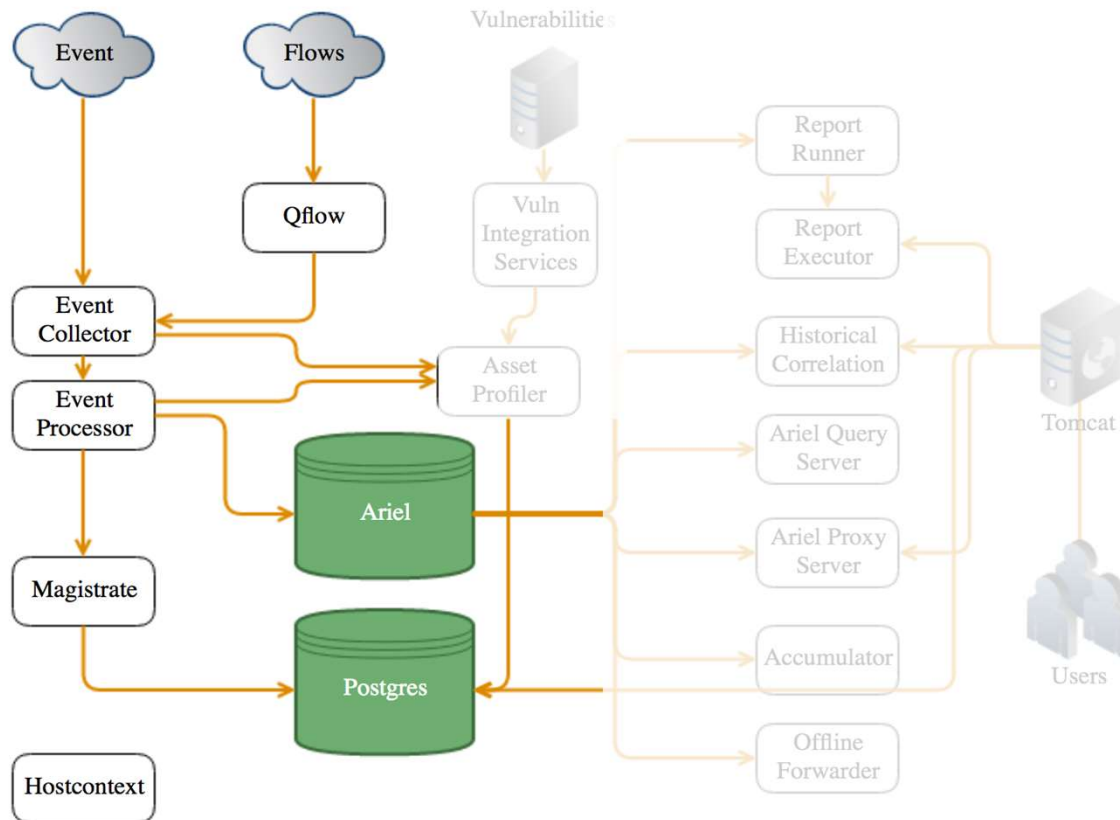 Event
Flows
Vulnerabilities
Qflow
Vuln
Integration
Services
Report
Runner
Report
Executor
Event
Collector
Event
Processor
Asset
Profiler
Historical
Correlation
Tomcat
Ariel
Ariel Query
Server
Ariel Proxy
Server
Magistrate
Postgres
Accumulator
Users
Hostcontext
Offline
Forwarder